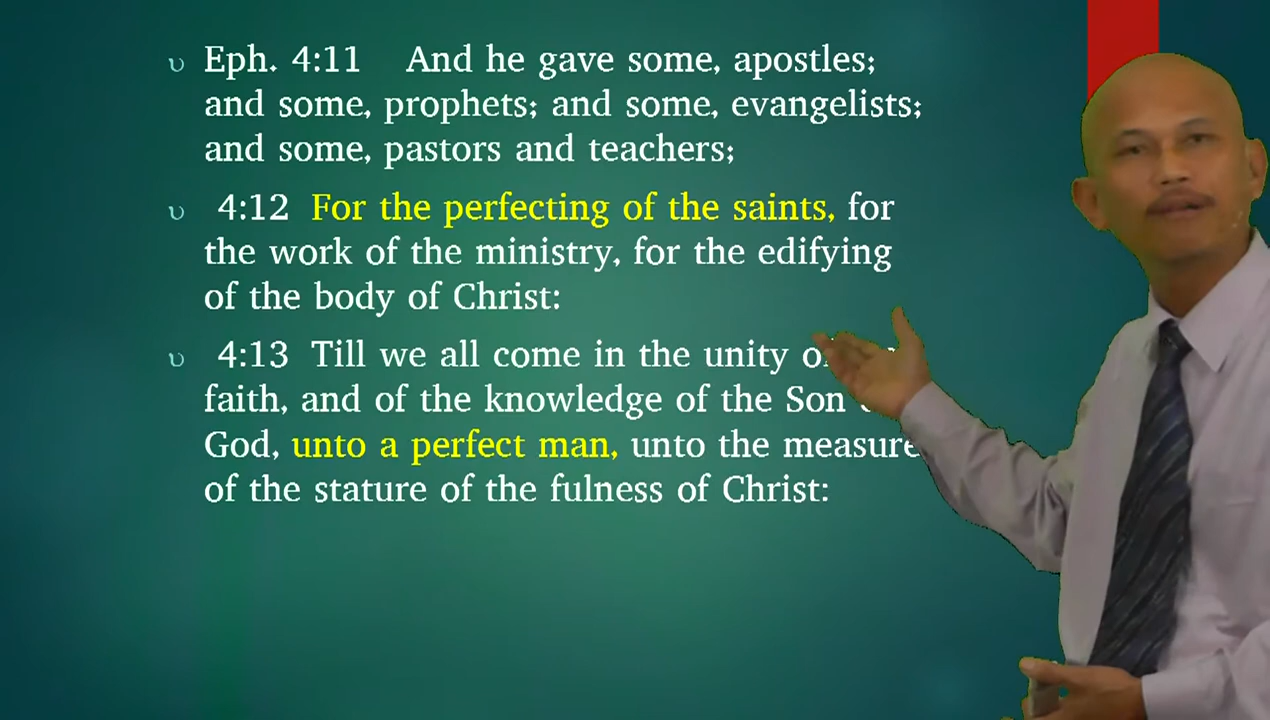 Eph. 4:11 And he gave some, apostles;
and some, prophets; and some, evangelists;
and some, pastors and teachers;
4:12 For the perfecting of the saints, for
the work of the ministry, for the edifying
of the body of Christ:
4:13 Till we all come in the unity
faith, and of the knowledge of the Son
God, unto a perfect man, unto the measure
of the stature of the fulness of Christ: